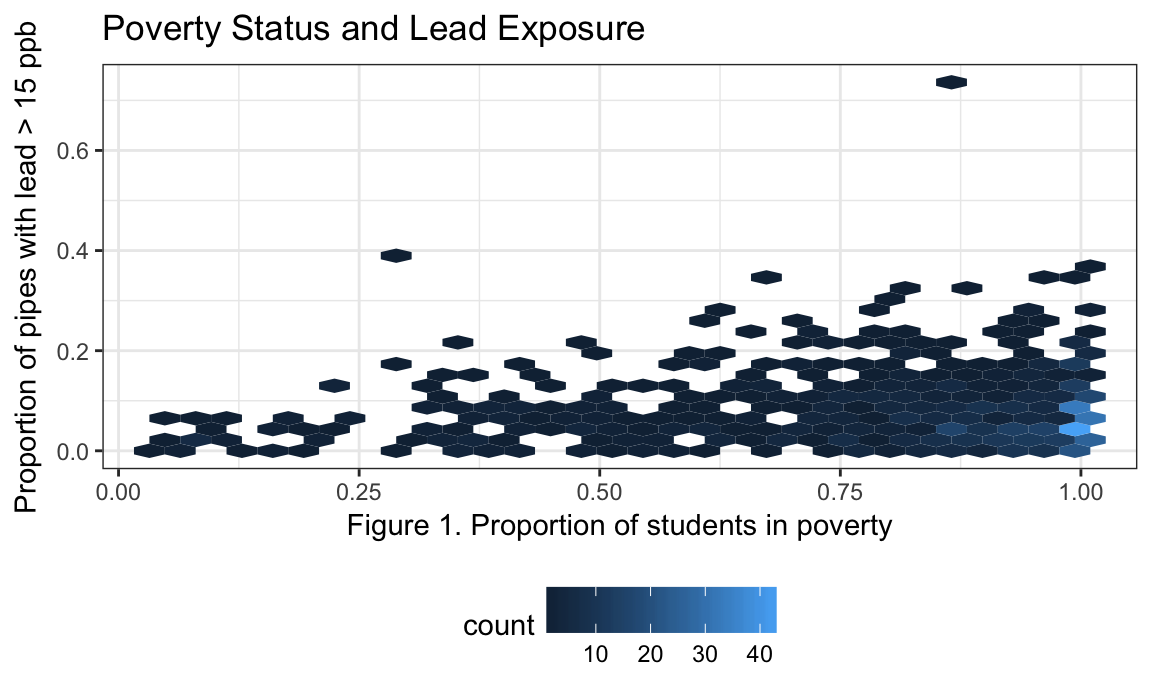 Poverty Status and Lead Exposure
Proportion of pipes with lead > 15 ppb
0.6
0.4
0.2
0.0
0.00 0.25 0.50 0.75 1.00
Figure 1. Proportion of students in poverty
count
10 20 30 40